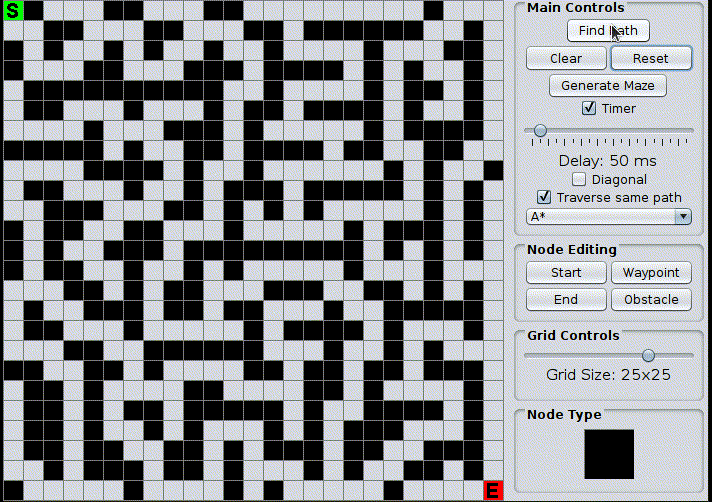 S
Main Controls
Find Path
Clear Reset
Generate Maze
Timer
Delay: 50 ms
Diagonal
Traverse same path
A*
Node Editing
Start Waypoint
End Obstacle
Grid Controls
Grid Size: 25x25
Node Type
E